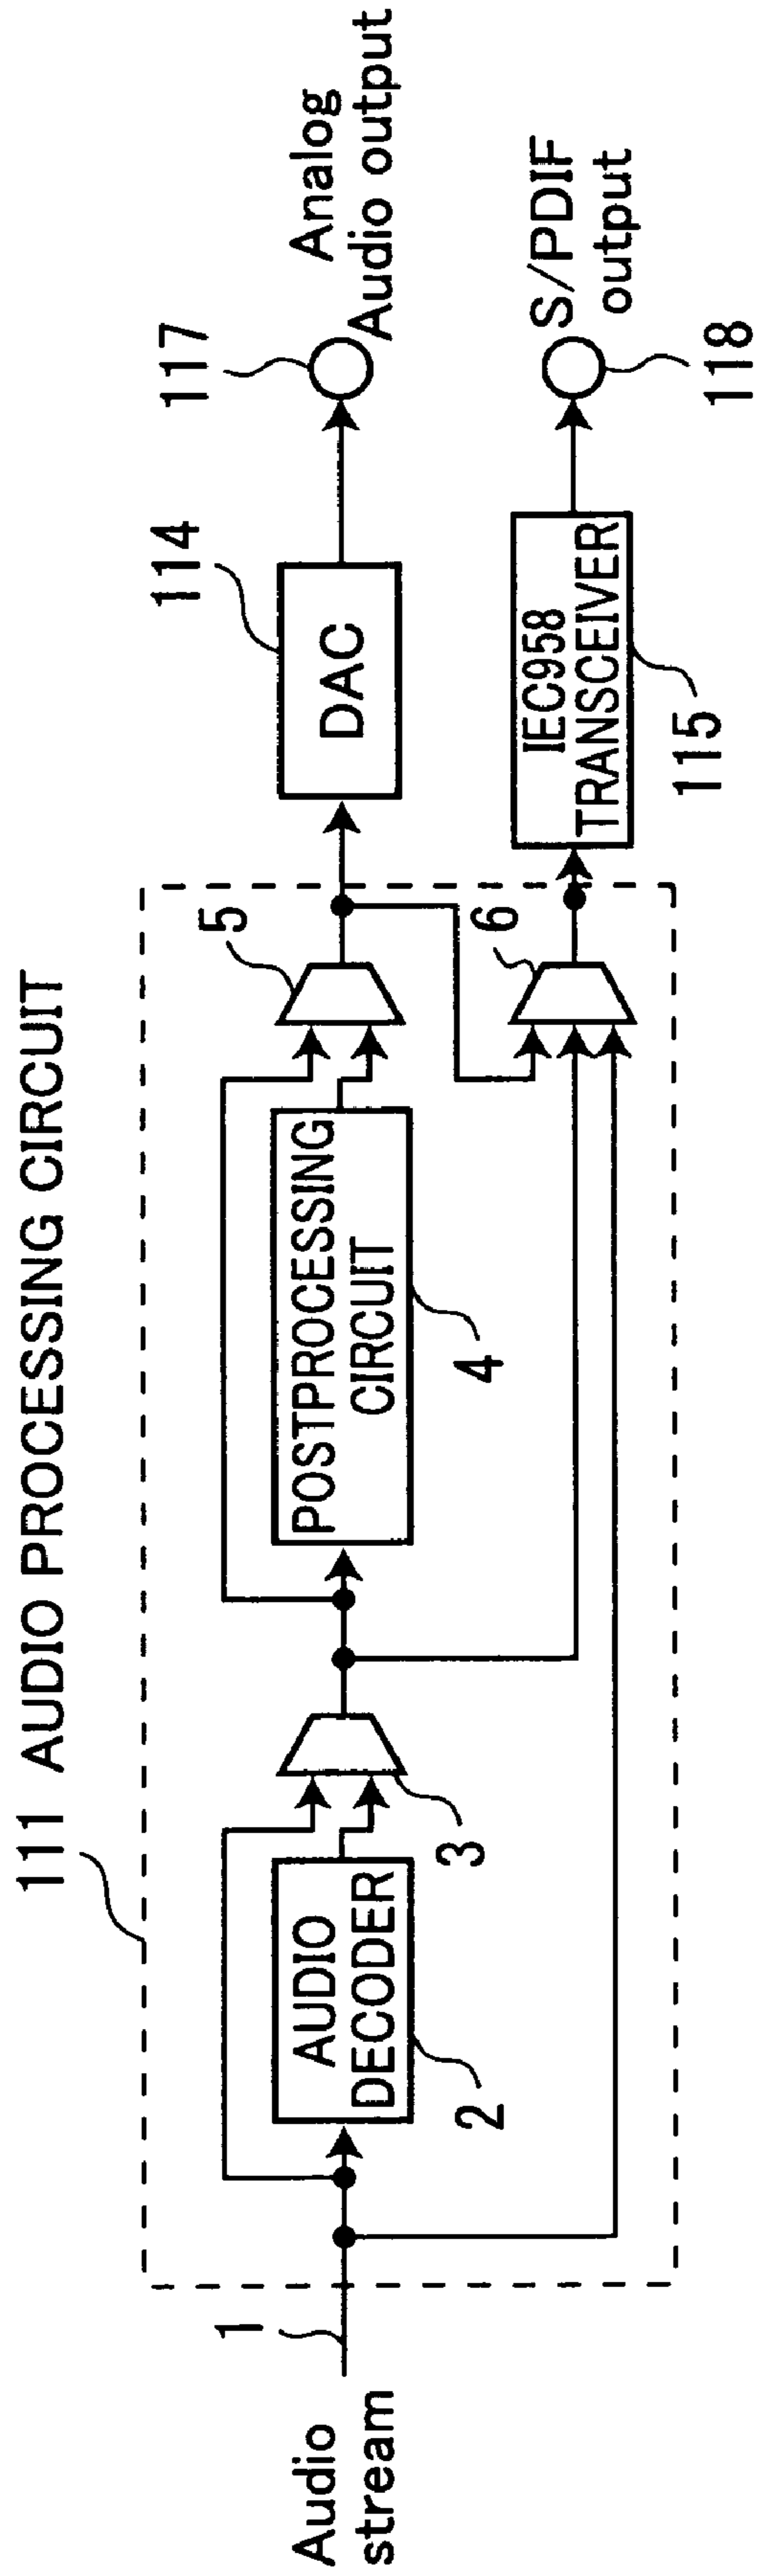 111 AUDIO PROCESSING CIRCUIT
Audio
stream
1
AUDIO
DECODER
2
3
POSTPROCESSING
CIRCUIT
4
5
6
DAC
114
IEC958
TRANSCEIVER
115
117
Analog
Audio output
118
S/PDIF
output